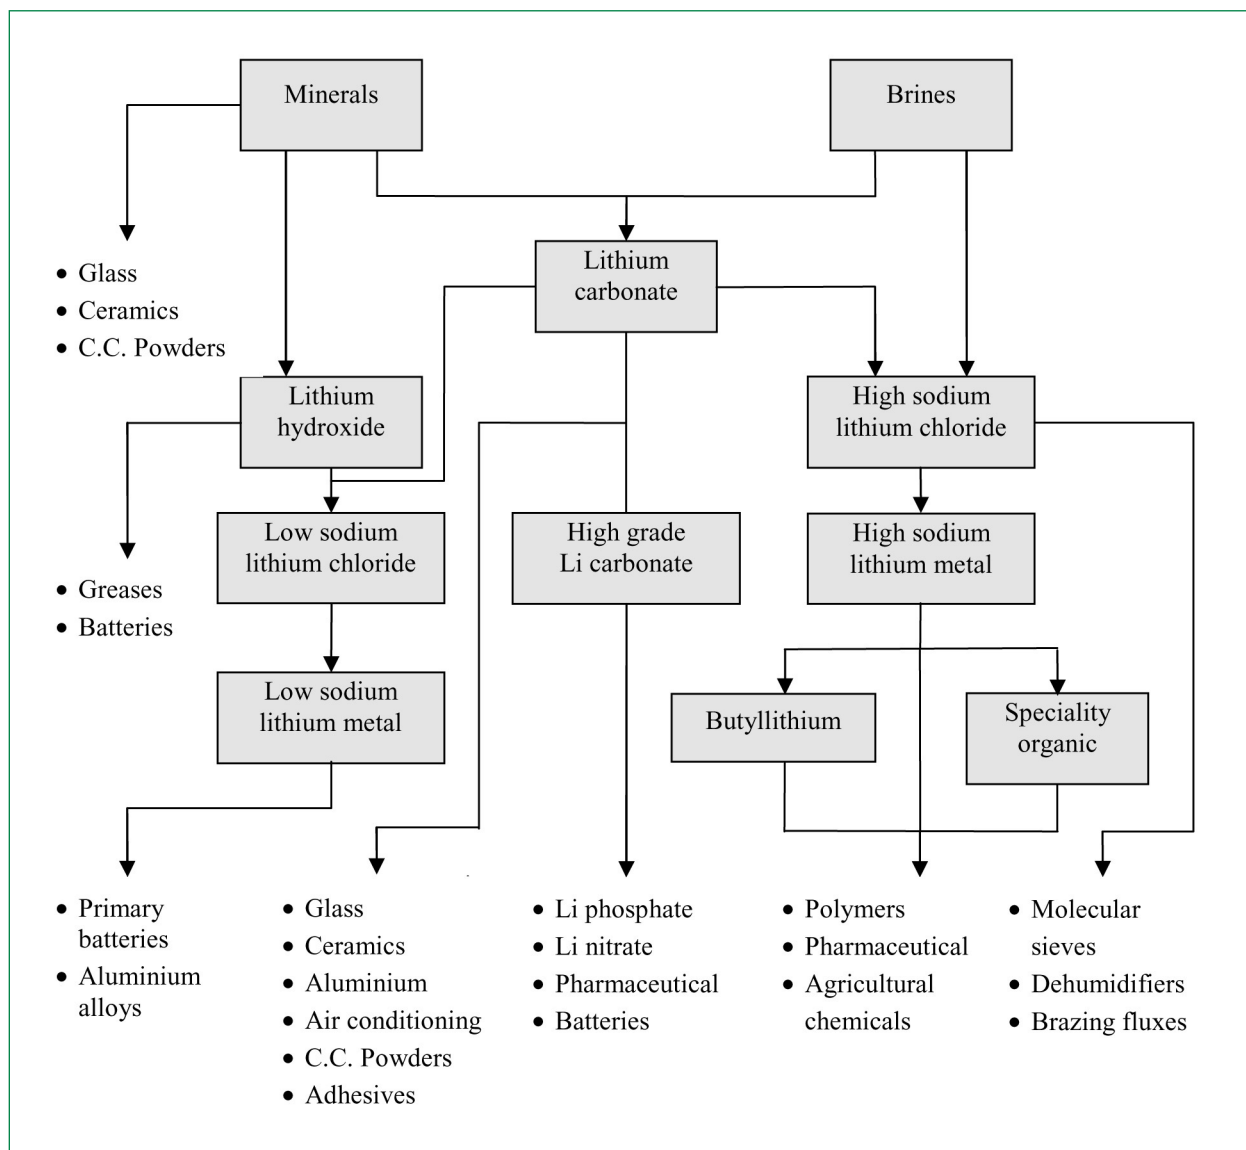 Minerals
Brines
Lithium
carbonate
• Glass
• Ceramics
• C.C. Powders
Lithium
hydroxide
High sodium
lithium chloride
Low sodium
lithium chloride
High grade
Li carbonate
High sodium
lithium metal
• Greases
• Batteries
Low sodium
lithium metal
Butyllithium
Speciality
organic
• Primary
batteries
• Aluminium
alloys
• Glass
• Ceramics
• Aluminium
• Air conditioning
• C.C. Powders
• Adhesives
• Li phosphate
• Li nitrate
• Pharmaceutical
• Batteries
• Polymers
• Pharmaceutical
• Agricultural
chemicals
• Molecular
sieves
• Dehumidifiers
• Brazing fluxes